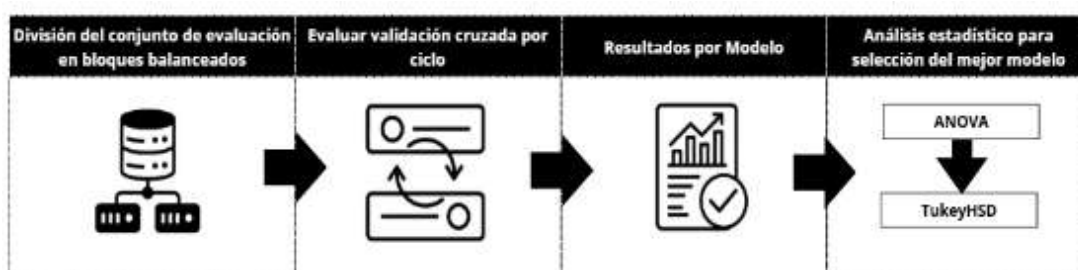 División del conjunto de evaluación
en bloques balanceados
Evaluar validación cruzada por
ciclo
Resultados por Modelo
Análisis estadístico para
selección del mejor modelo
ANOVA
TukeyHSD